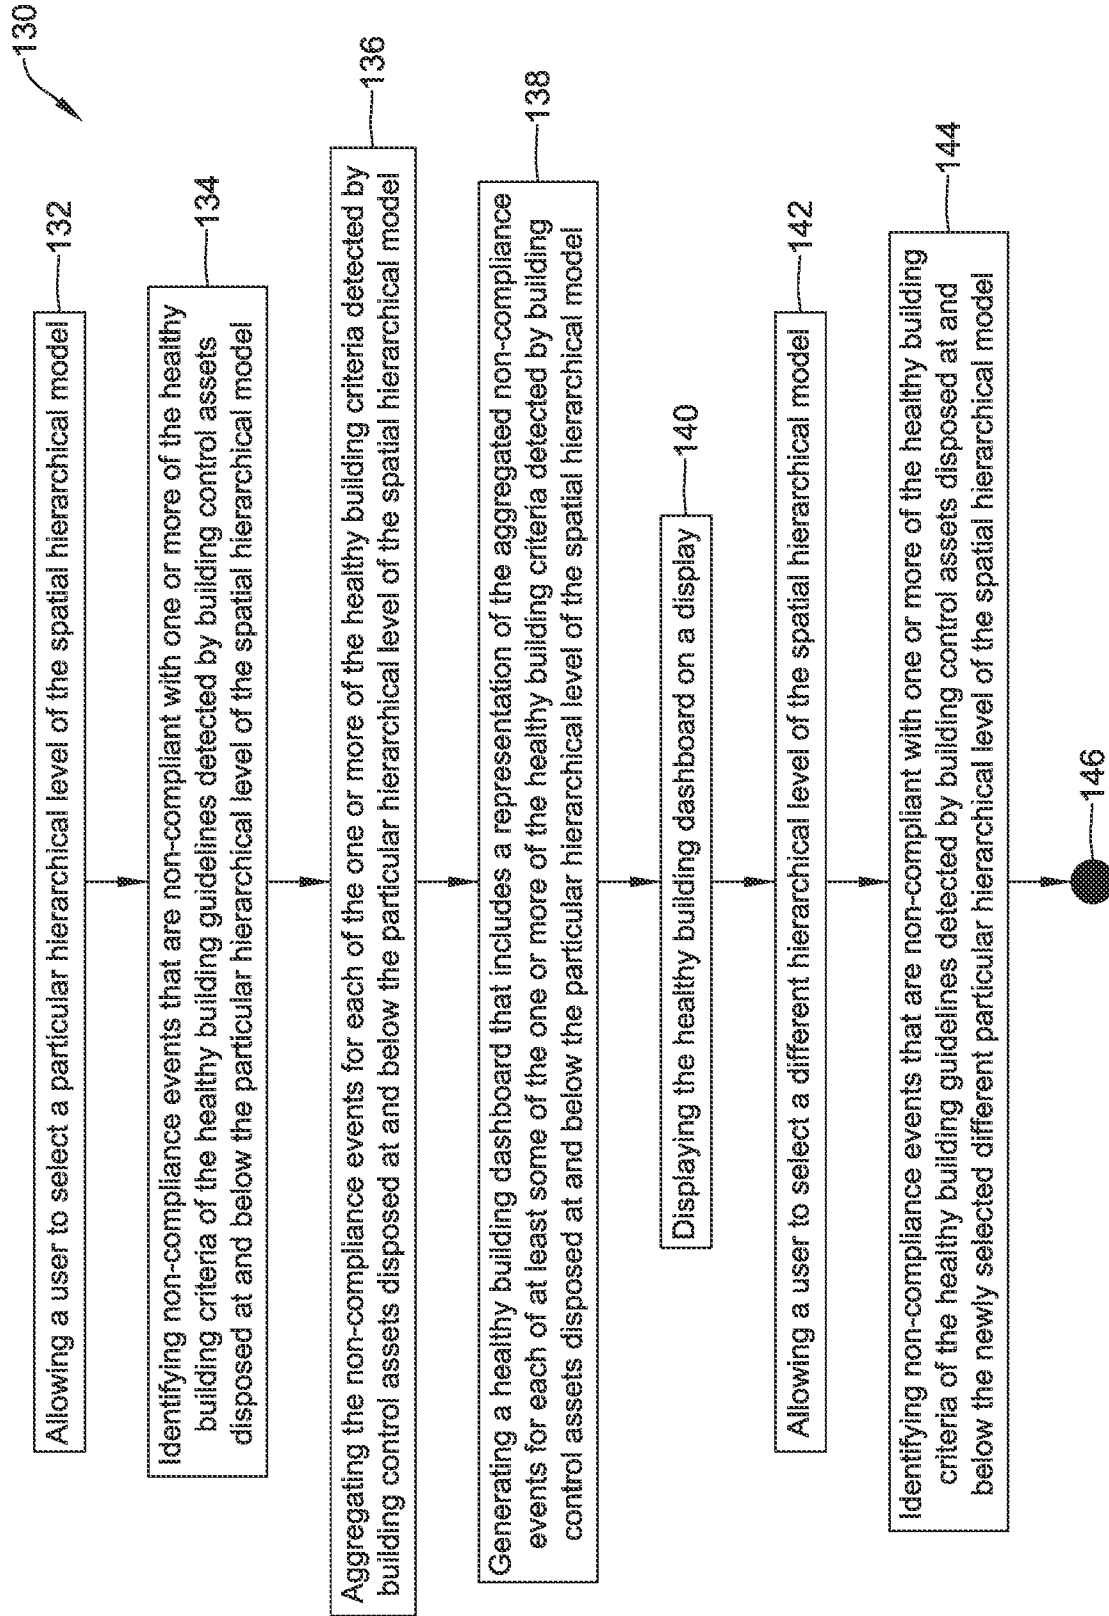 130
Allowing a user to select a particular hierarchical level of the spatial hierarchical model
132
Identifying non-compliance events that are non-compliant with one or more of the healthy
building criteria of the healthy building guidelines detected by building control assets
disposed at and below the particular hierarchical level of the spatial hierarchical model
134
Aggregating the non-compliance events for each of the one or more of the healthy building criteria detected by
building control assets disposed at and below the particular hierarchical level of the spatial hierarchical model
136
Generating a healthy building dashboard that includes a representation of the aggregated non-compliance
events for each of at least some of the one or more of the healthy building criteria detected by building
control assets disposed at and below the particular hierarchical level of the spatial hierarchical model
138
Displaying the healthy building dashboard on a display
140
Allowing a user to select a different hierarchical level of the spatial hierarchical model
142
Identifying non-compliance events that are non-compliant with one or more of the healthy building
criteria of the healthy building guidelines detected by building control assets disposed at and
below the newly selected different particular hierarchical level of the spatial hierarchical model
144
146